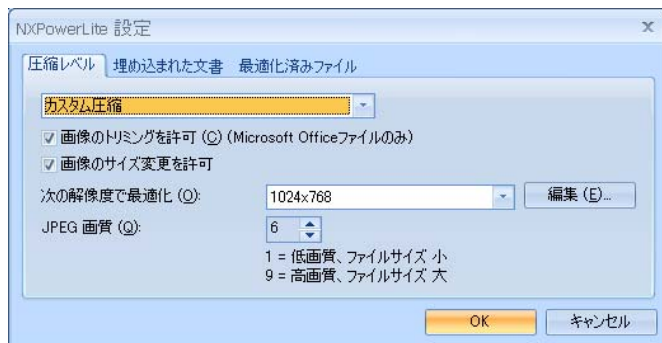 NXPowerLite 設定
圧縮レベル 埋め込まれた文書 最適化済みファイル
カスタム圧縮
画像のトリミングを許可 (C) (Microsoft Officeファイルのみ)
画像のサイズ変更を許可
次の解像度で最適化 (O): 1024x768 編集 (E)...
JPEG 画質 (Q): 6
1 = 低画質、ファイルサイズ 小
9 = 高画質、ファイルサイズ 大
OK キャンセル